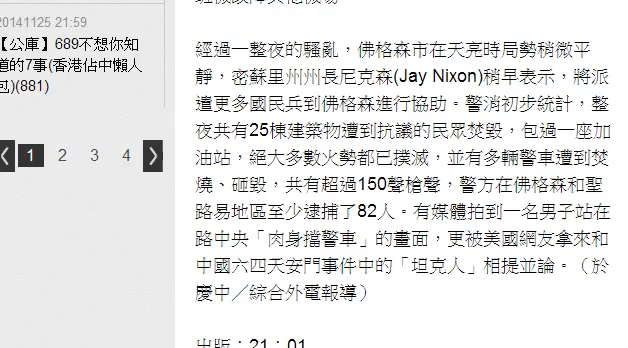 20141125 21:59
【公庫】689不想你知
道的7事(香港佔中懶人
包)(881)
1 2 3 4
經過一整夜的騷亂，佛格森市在天亮時局勢稍微平
靜，密蘇里州州長尼克森(Jay Nixon)稍早表示，將派
遣更多國民兵到佛格森進行協助。警消初步統計，整
夜共有25棟建築物遭到抗議的民眾焚毀，包過一座加
油站，絕大多數火勢都已撲滅，並有多輛警車遭到焚
燒、砸毀，共有超過150聲槍聲，警方在佛格森和聖
路易地區至少逮捕了82人。有媒體拍到一名男子站在
路中央「肉身擋警車」的畫面，更被美國網友拿來和
中國六四天安門事件中的「坦克人」相提並論。（於
慶中／綜合外電報導）
出版：21：01